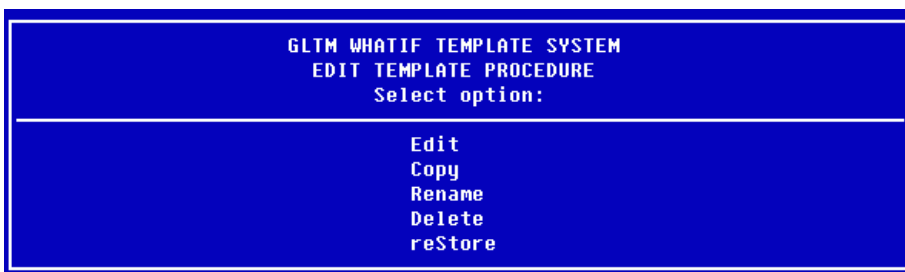 GLTM WHATIF TEMPLATE SYSTEM
EDIT TEMPLATE PROCEDURE
Select option:
Edit
Copy
Rename
Delete
reStore